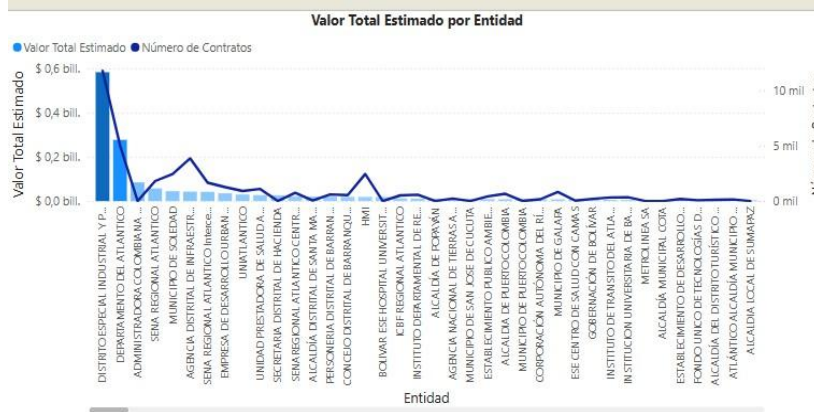 Valor Total Estimado por Entidad
Valor Total Estimado Número de Contratos
Valor Total Estimado
$ 0,6 bill.
$ 0,4 bill.
$ 0,2 bill.
$ 0,0 bill.
10 mil
5 mil
0 mil
DISTRITO ESPECIAL INDUSTRIAL Y P...
DEPARTAMENTO DEL ATLANTICO
ADMINISTRADORA COLOMBIANA ...
SENA REGIONAL ATLANTICO
MUNICIPIO DE SOLEDAD
AGENCIA DISTRITAL DE INFRAESTR...
SENA REGIONAL ATLANTICO Interce...
EMPRESA DE DESARROLLO URBAN...
UNIATLANTICO
UNIDAD PRESTADORA DE SALUD A...
SECRETARIA DISTRITAL DE HACIENDA
SENA REGIONAL ATLANTICO CENTR...
ALCALDÍA DISTRITAL DE SANTA MA...
PERSONERIA DISTRITAL DE BARRAN...
CONCEJO DISTRITAL DE BARRANQU...
HMI
BOLIVAR ESE HOSPITAL UNIVERSIT...
ICBF REGIONAL ATLANTICO
INSTITUTO DEPARTAMENTAL DE RE...
ALCALDÍA DE POPAYÁN
AGENCIA NACIONAL DE TIERRAS A...
MUNICIPIO DE SAN JOSE DE CUCUTA
ESTABLECIMIENTO PUBLICO AMBIE...
ALCALDIA DE PUERTO COLOMBIA
MUNICIPIO DE PUERTO COLOMBIA
CORPORACIÓN AUTÓNOMA DEL RÍ...
MUNICIPIO DE GALAPA
ESE CENTRO DE SALUD CON CAMAS
GOBERNACIÓN DE BOLÍVAR
INSTITUTO DE TRANSITO DEL ATLA...
INSTITUCION UNIVERSITARIA DE BA...
METROLINEA SA
ALCALDÍA MUNICIPAL COTA
ESTABLECIMIENTO DE DESARROLLO...
FONDO UNICO DE TECNOLOGÍAS D...
ALCALDÍA DEL DISTRITO TURÍSTICO ...
ATLÁNTICO ALCALDÍA MUNICIPIO ...
ALCALDIA LOCAL DE SUMAPAZ
Entidad